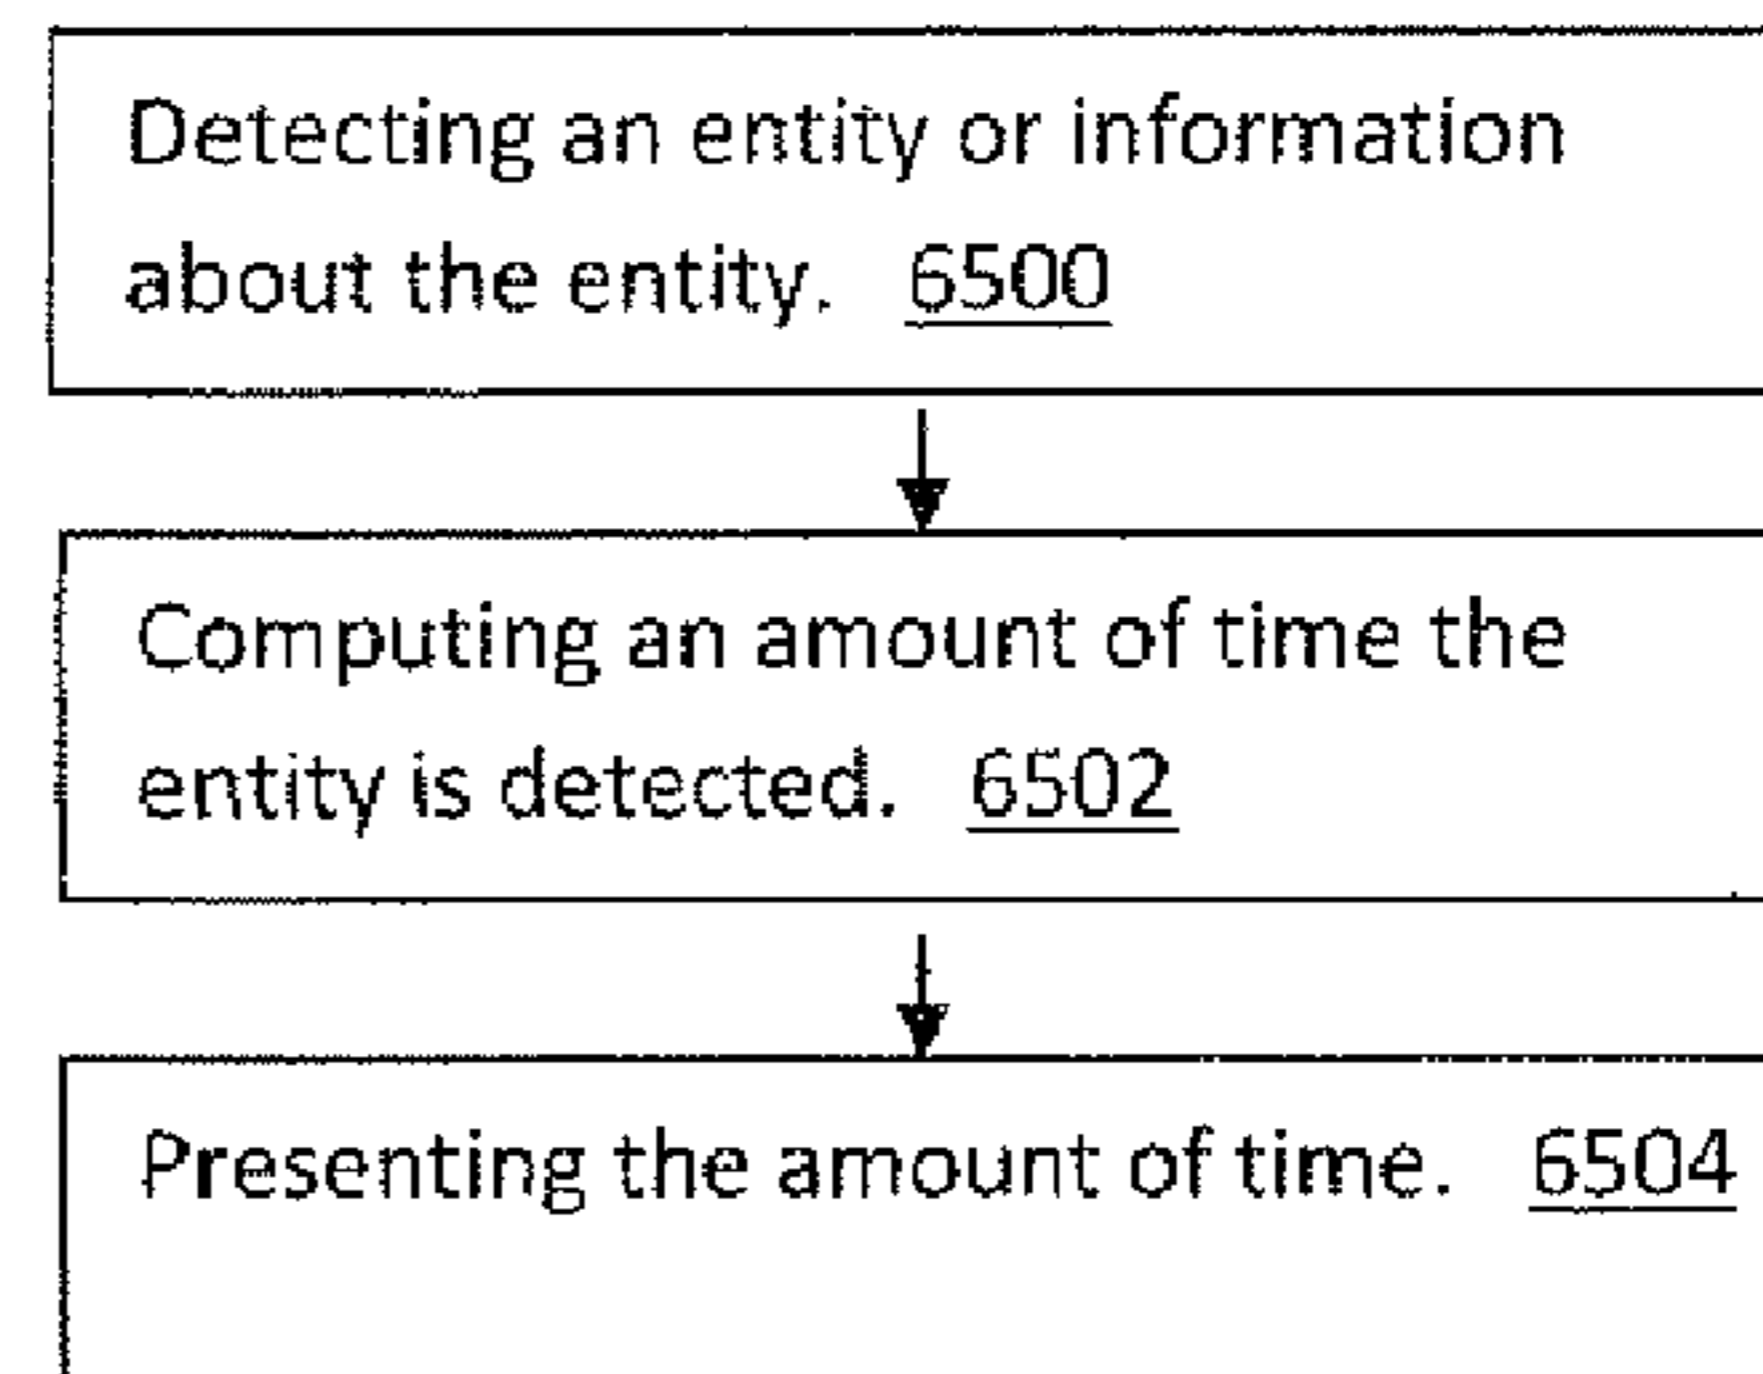 Detecting an entity or information
about the entity. 6500
Computing an amount of time the
entity is detected. 6502
Presenting the amount of time. 6504